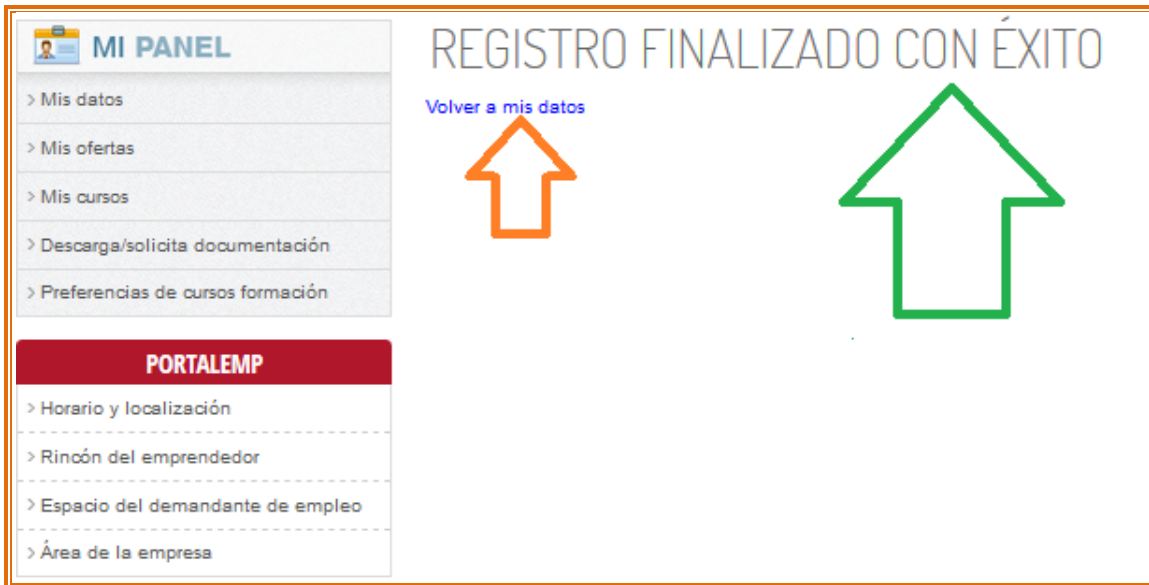 MI PANEL
> Mis datos
> Mis ofertas
> Mis cursos
> Descarga/solicita documentación
> Preferencias de cursos formación
PORTALEMP
> Horario y localización
> Rincón del emprendedor
> Espacio del demandante de empleo
> Área de la empresa
REGISTRO FINALIZADO CON ÉXITO
Volver a mis datos